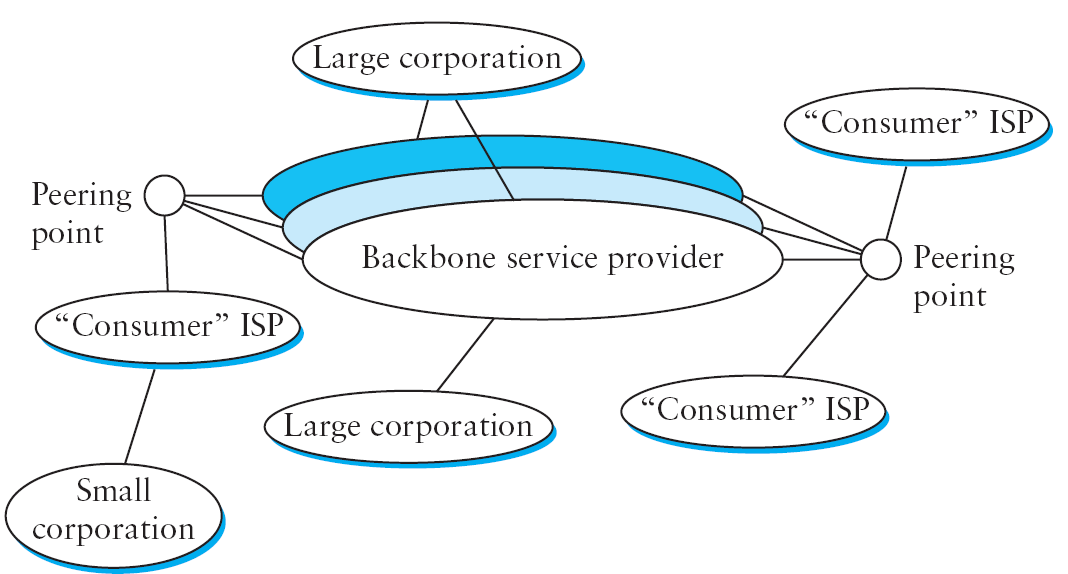 Large corporation
“Consumer” ISP
Peering
point
Backbone service provider
Peering
point
“Consumer” ISP
“Consumer” ISP
Large corporation
Small
corporation